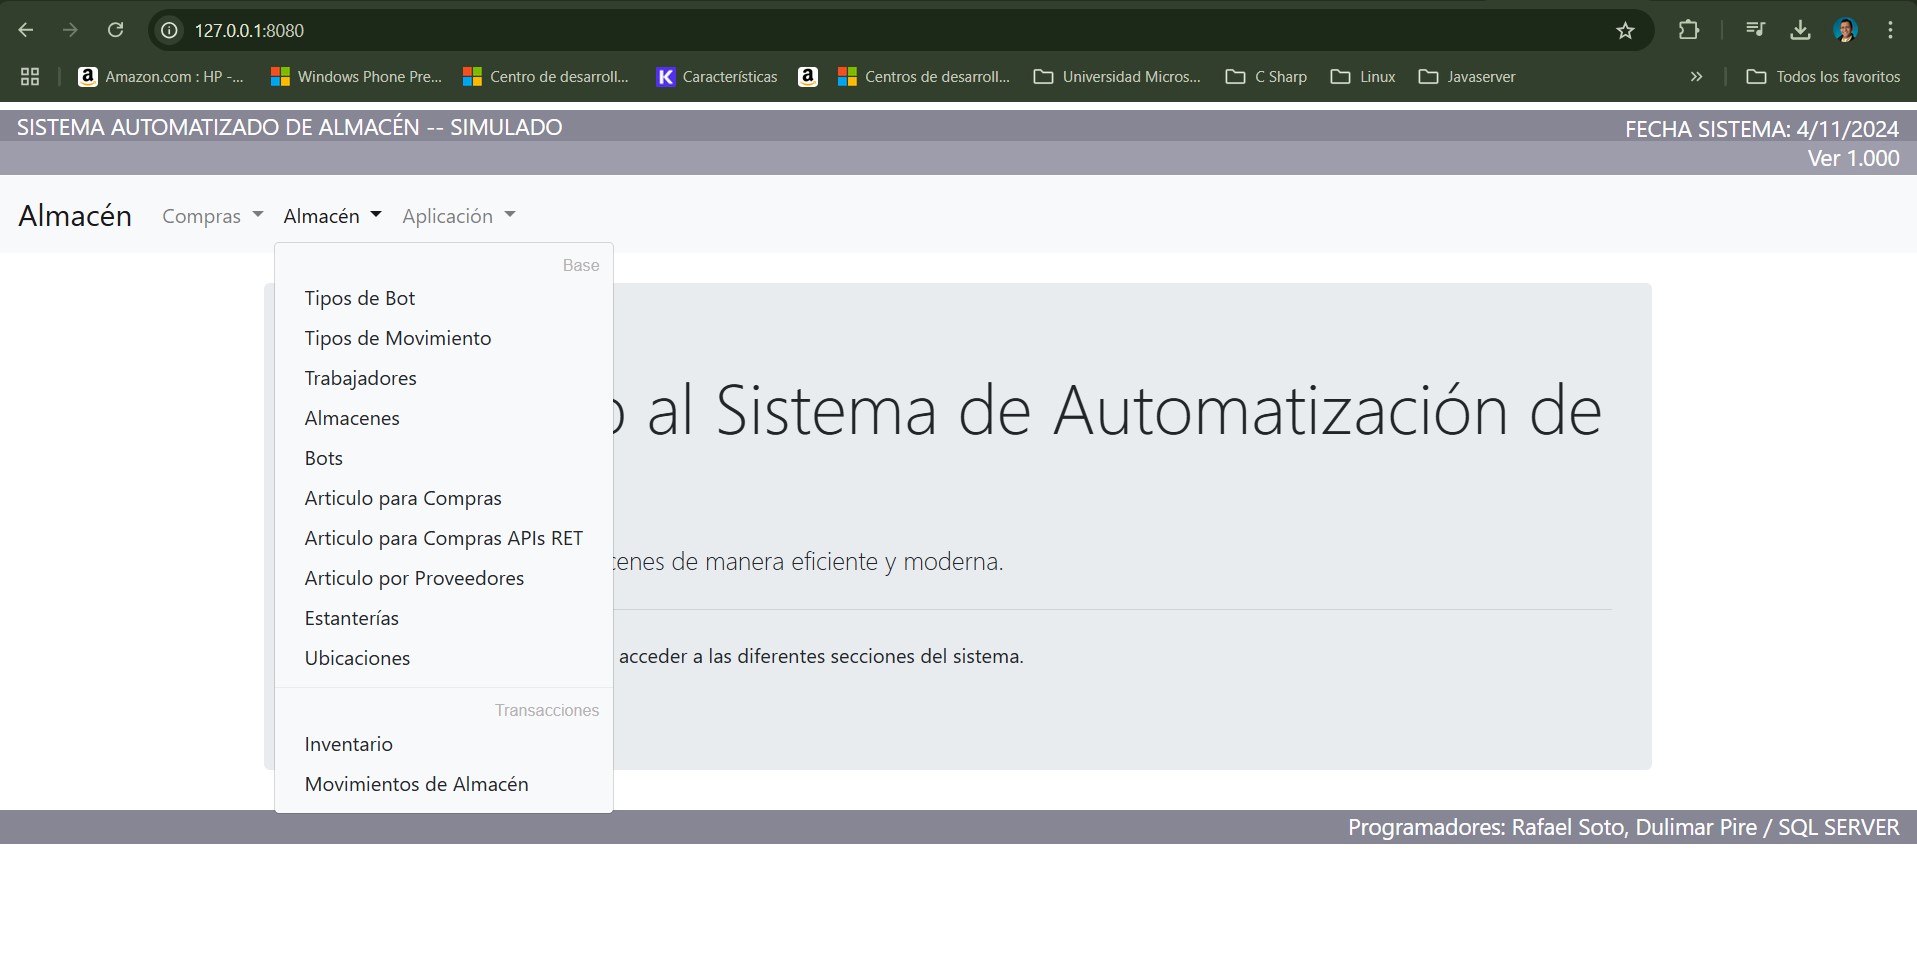 127.0.0.1:8080
Amazon.com : HP -... Windows Phone Pre... Centro de desarroll... Características Centros de desarroll... Universidad Micros... C Sharp Linux Javaserver » Todos los favoritos
SISTEMA AUTOMATIZADO DE ALMACÉN -- SIMULADO
FECHA SISTEMA: 4/11/2024
Ver 1.000
Almacén Compras Almacén Aplicación
Base
Tipos de Bot
Tipos de Movimiento
Trabajadores
Almacenes
Bots
Articulo para Compras
Articulo para Compras APIs RET
Articulo por Proveedores
Estanterías
Ubicaciones
Transacciones
Inventario
Movimientos de Almacén
o al Sistema de Automatización de
cenes de manera eficiente y moderna.
acceder a las diferentes secciones del sistema.
Programadores: Rafael Soto, Dulimar Pire / SQL SERVER